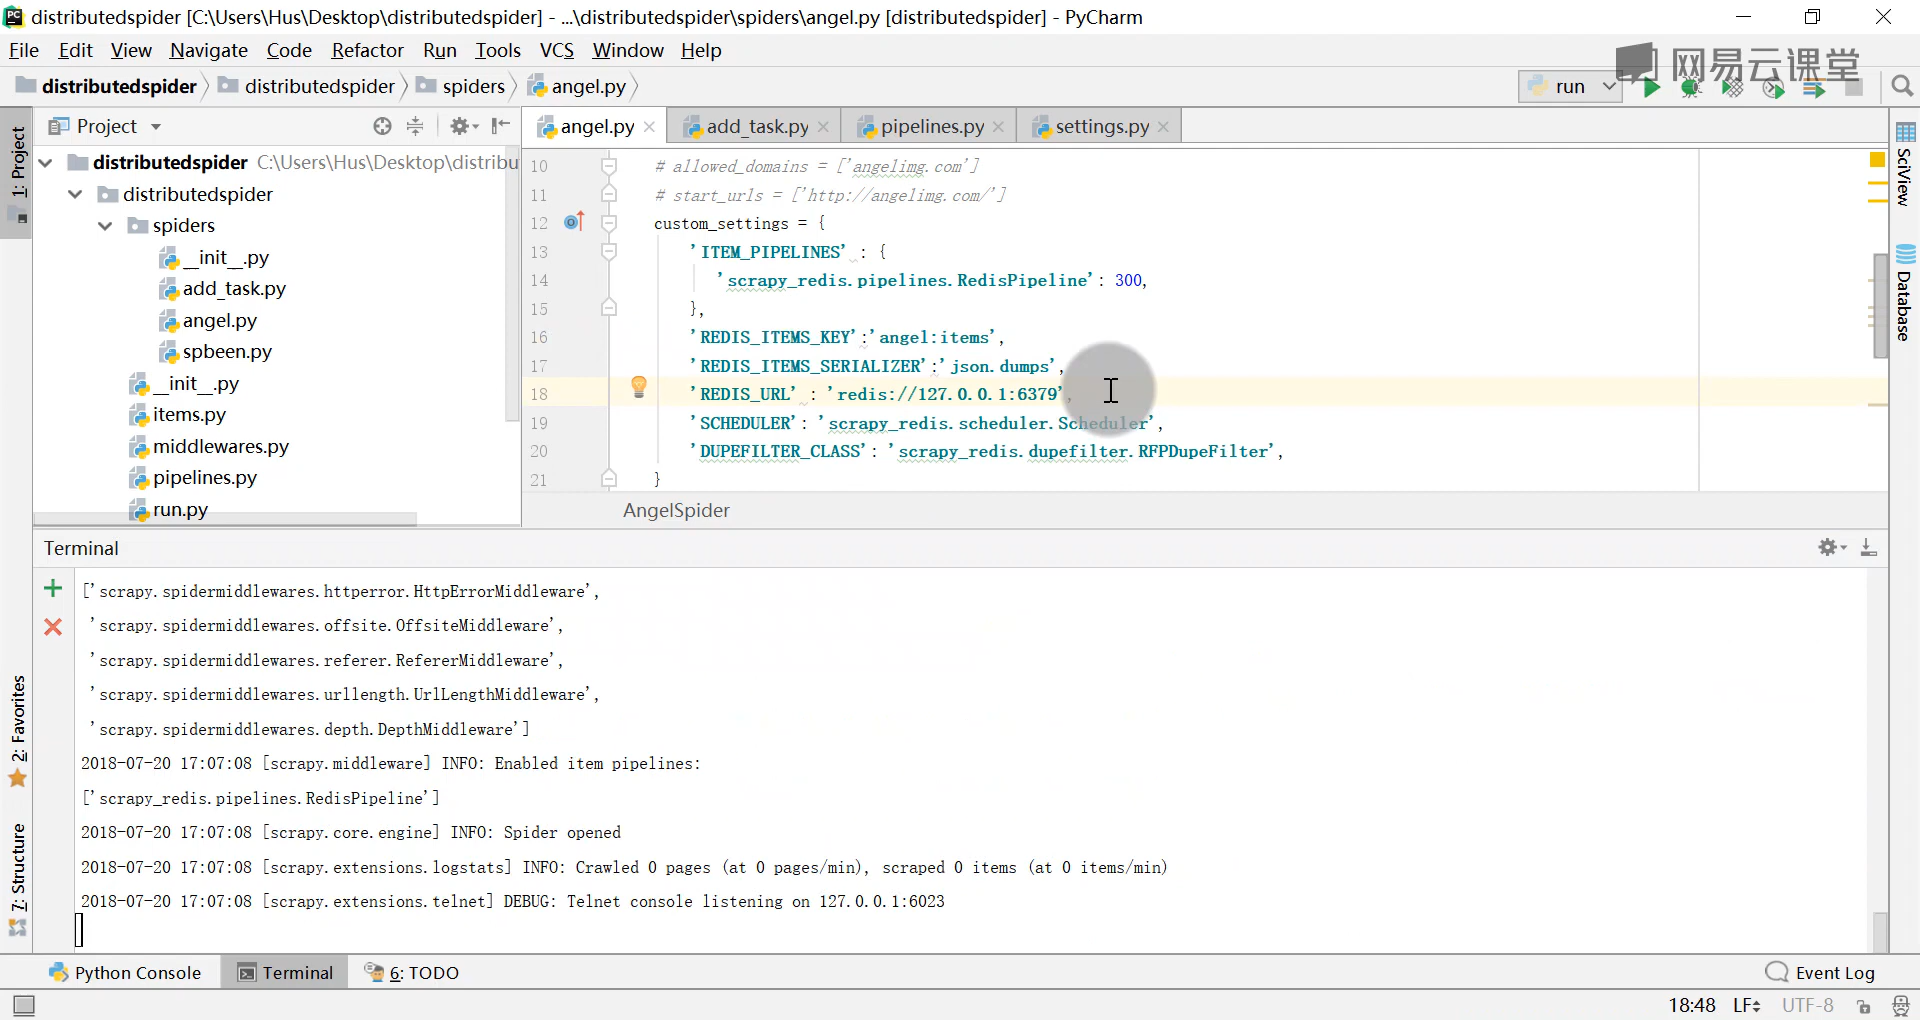 distributedspider [C:\Users\Hus\Desktop\distributedspider] - ...\distributedspider\spiders\angel.py [distributedspider] - PyCharm
File Edit View Navigate Code Refactor Run Tools VCS Window Help
网易云课堂
distributedspider distributedspider spiders angel.py
run
Project
angel.py add_task.py pipelines.py settings.py
1: Project
distributedspider C:\Users\Hus\Desktop\distribu
distributedspider
spiders
__init__.py
add_task.py
angel.py
spbeen.py
__init__.py
items.py
middlewares.py
pipelines.py
run.py
10 # allowed_domains = ['angelimg.com']
11 # start_urls = ['http://angelimg.com/']
12 custom_settings = {
13 'ITEM_PIPELINES' : {
14 'scrapy_redis.pipelines.RedisPipeline': 300,
15 },
16 'REDIS_ITEMS_KEY':'angel:items',
17 'REDIS_ITEMS_SERIALIZER':'json.dumps',
18 'REDIS_URL' : 'redis://127.0.0.1:6379',
19 'SCHEDULER': 'scrapy_redis.scheduler.Scheduler',
20 'DUPEFILTER_CLASS': 'scrapy_redis.dupefilter.RFPDupeFilter',
21 }
AngelSpider
SciView
Database
Terminal
['scrapy.spidermiddlewares.httperror.HttpErrorMiddleware',
'scrapy.spidermiddlewares.offsite.OffsiteMiddleware',
'scrapy.spidermiddlewares.referer.RefererMiddleware',
'scrapy.spidermiddlewares.urllength.UrlLengthMiddleware',
'scrapy.spidermiddlewares.depth.DepthMiddleware']
2018-07-20 17:07:08 [scrapy.middleware] INFO: Enabled item pipelines:
['scrapy_redis.pipelines.RedisPipeline']
2018-07-20 17:07:08 [scrapy.core.engine] INFO: Spider opened
2018-07-20 17:07:08 [scrapy.extensions.logstats] INFO: Crawled 0 pages (at 0 pages/min), scraped 0 items (at 0 items/min)
2018-07-20 17:07:08 [scrapy.extensions.telnet] DEBUG: Telnet console listening on 127.0.0.1:6023
2: Favorites
7: Structure
Python Console Terminal 6: TODO Event Log
18:48 LF UTF-8